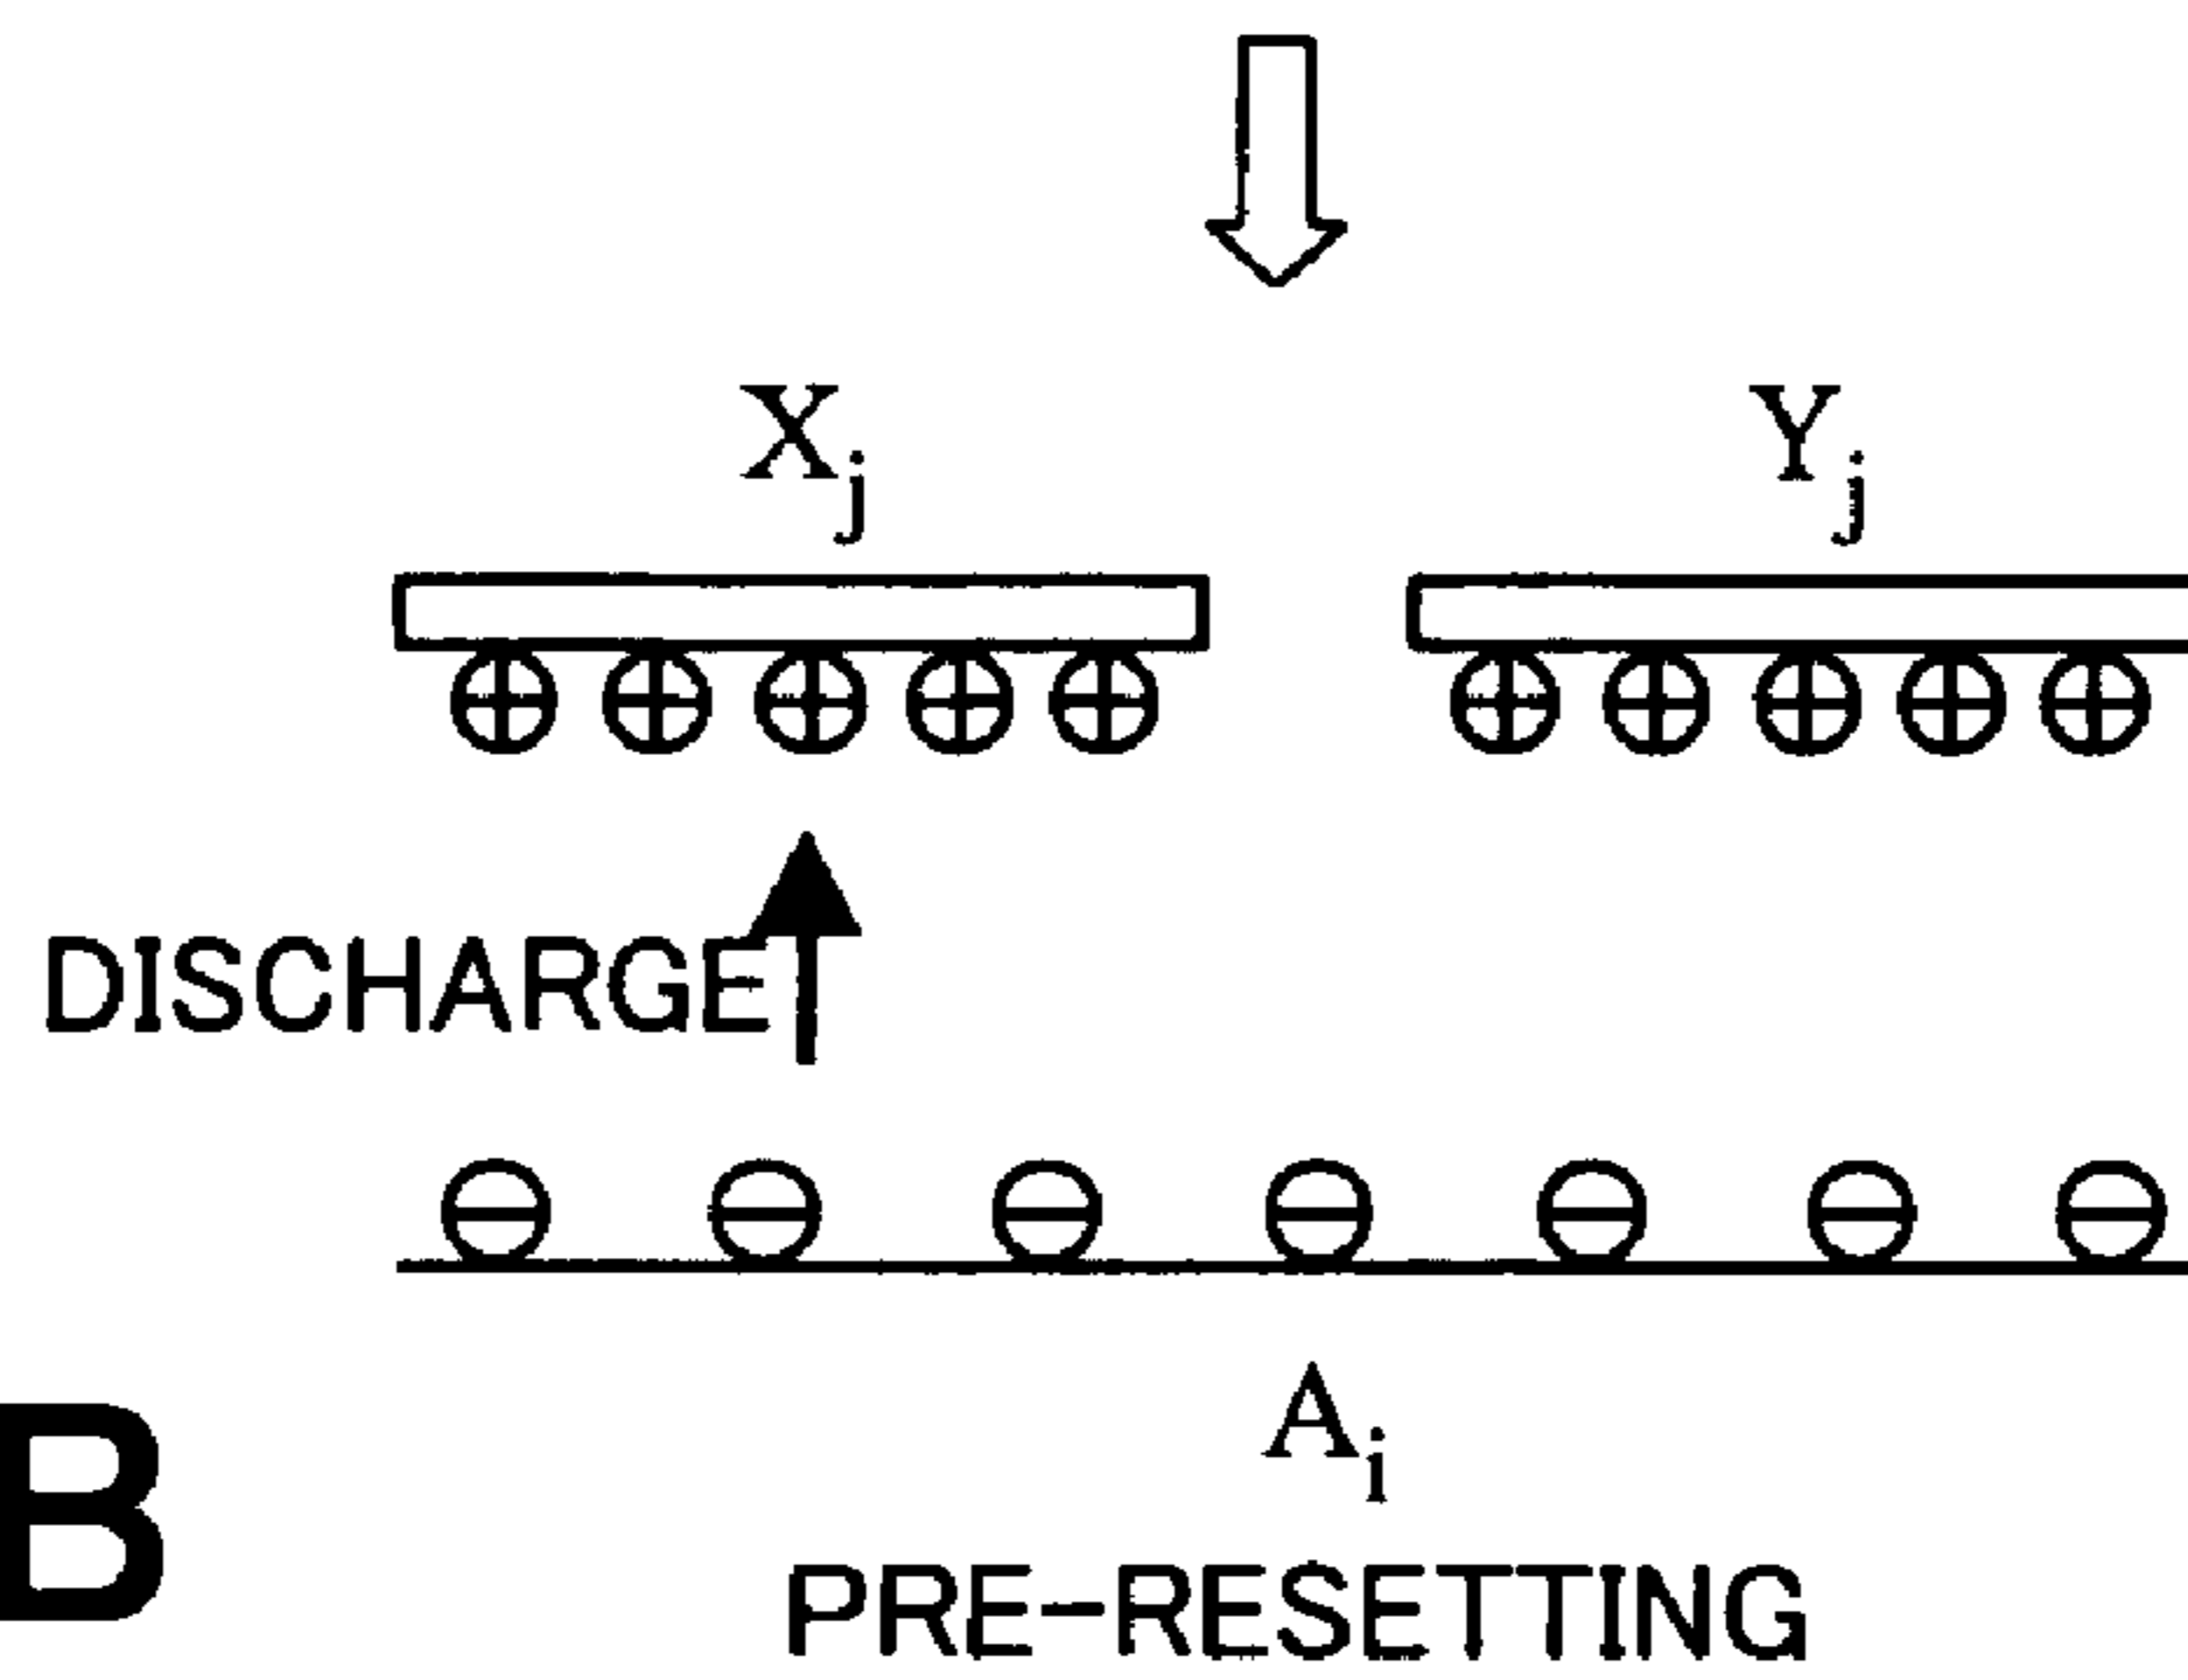 Xj Yj
DISCHARGE
Ai
B
PRE-RESETTING